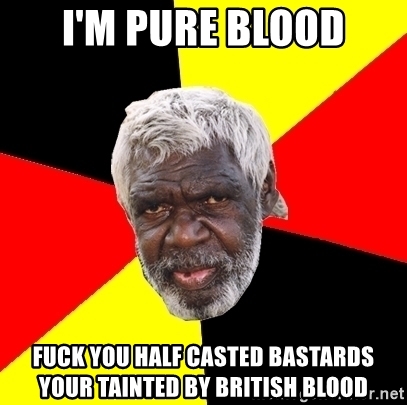 I'M PURE BLOOD
FUCK YOU HALF CASTED BASTARDS
YOUR TAINTED BY BRITISH BLOOD